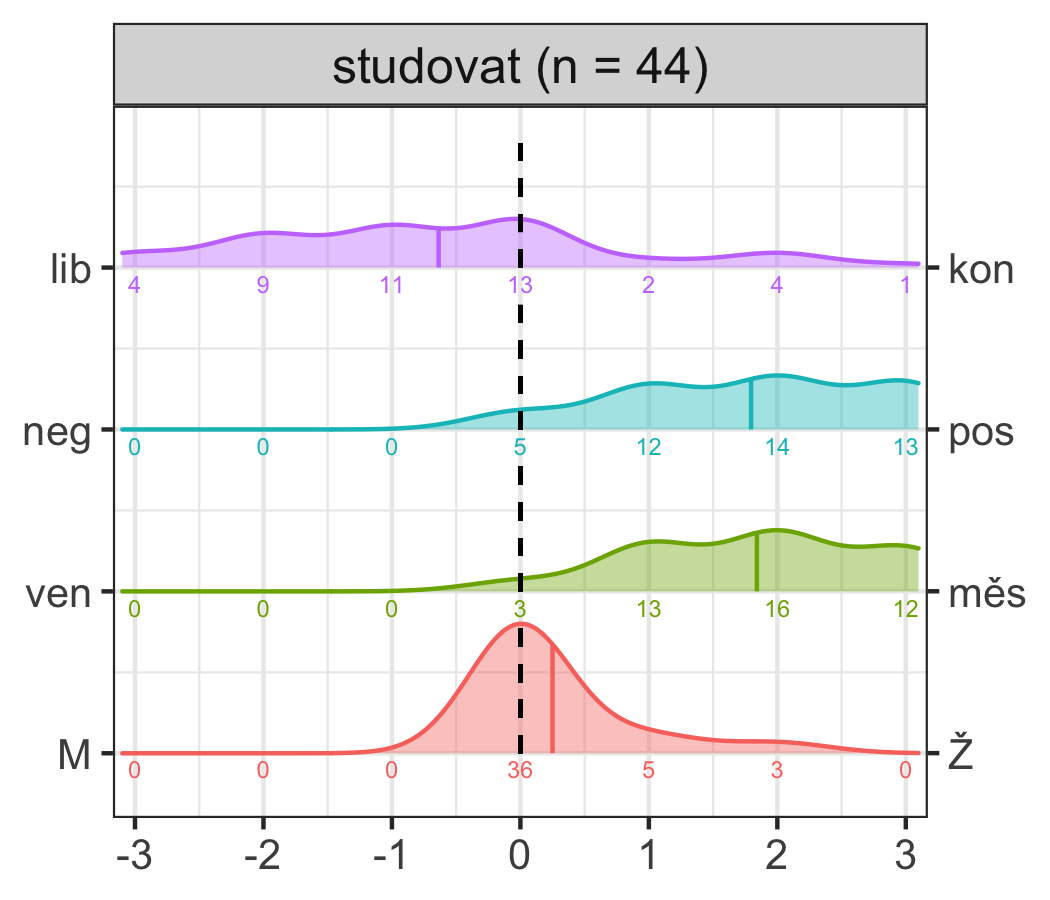 studovat (n = 44)
lib kon
4 9 11 13 2 4 1
neg pos
0 0 0 5 12 14 13
ven měs
0 0 0 3 13 16 12
M Ž
0 0 0 36 5 3 0
-3 -2 -1 0 1 2 3